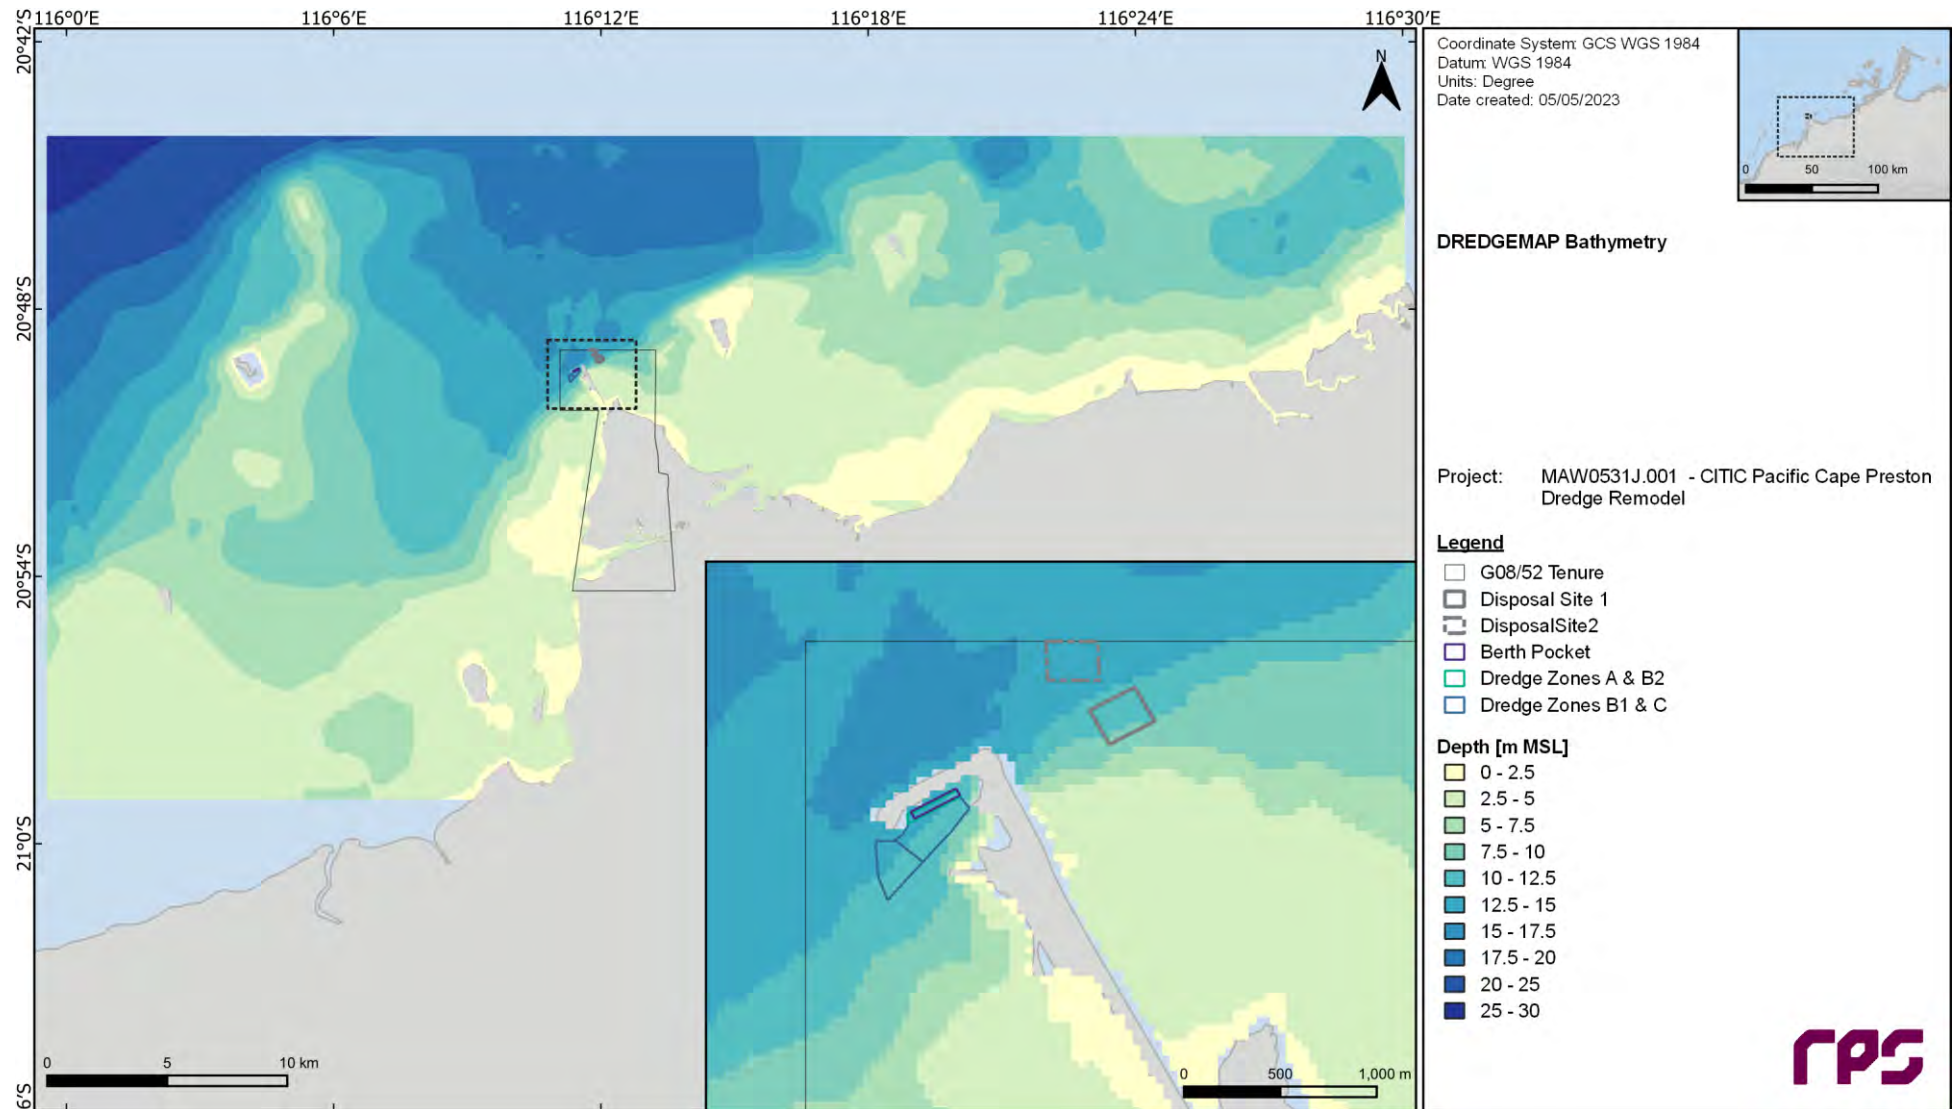 116°0'E 116°6'E 116°12'E 116°18'E 116°24'E 116°30'E
20°42'S
20°48'S
20°54'S
21°0'S
6'S
N
0 5 10 km
0 500 1,000 m
Coordinate System: GCS WGS 1984
Datum: WGS 1984
Units: Degree
Date created: 05/05/2023
0 50 100 km
DREDGEMAP Bathymetry
Project: MAW0531J.001 - CITIC Pacific Cape Preston
Dredge Remodel
Legend
G08/52 Tenure
Disposal Site 1
DisposalSite2
Berth Pocket
Dredge Zones A & B2
Dredge Zones B1 & C
Depth [m MSL]
0 - 2.5
2.5 - 5
5 - 7.5
7.5 - 10
10 - 12.5
12.5 - 15
15 - 17.5
17.5 - 20
20 - 25
25 - 30
rps